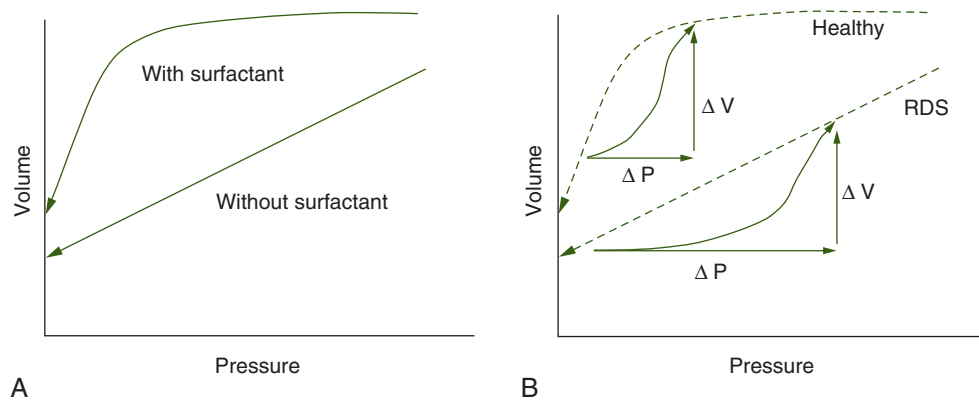 With surfactant
Without surfactant
Volume
Pressure
A
Healthy
RDS
Δ V
Δ P
Δ V
Δ P
Volume
Pressure
B